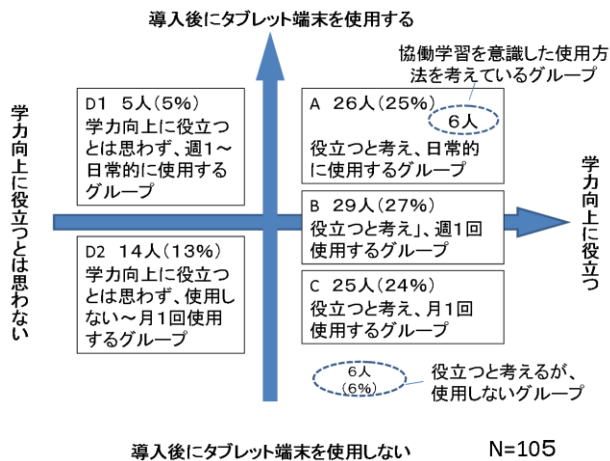 導入後にタブレット端末を使用する
協働学習を意識した使用方
法を考えているグループ
学力向上に役立つとは思わない
D1 5人(5%)
学力向上に役立つ
とは思わず、週1～
日常的に使用する
グループ
A 26人(25%)
6人
役立つと考え、日常的
に使用するグループ
学力向上に役立つ
B 29人(27%)
役立つと考え」、週1回
使用するグループ
D2 14人(13%)
学力向上に役立つ
とは思わず、使用し
ない～月1回使用
するグループ
C 25人(24%)
役立つと考え、月1回
使用するグループ
6人
(6%)
役立つと考えるが、
使用しないグループ
導入後にタブレット端末を使用しない
N=105